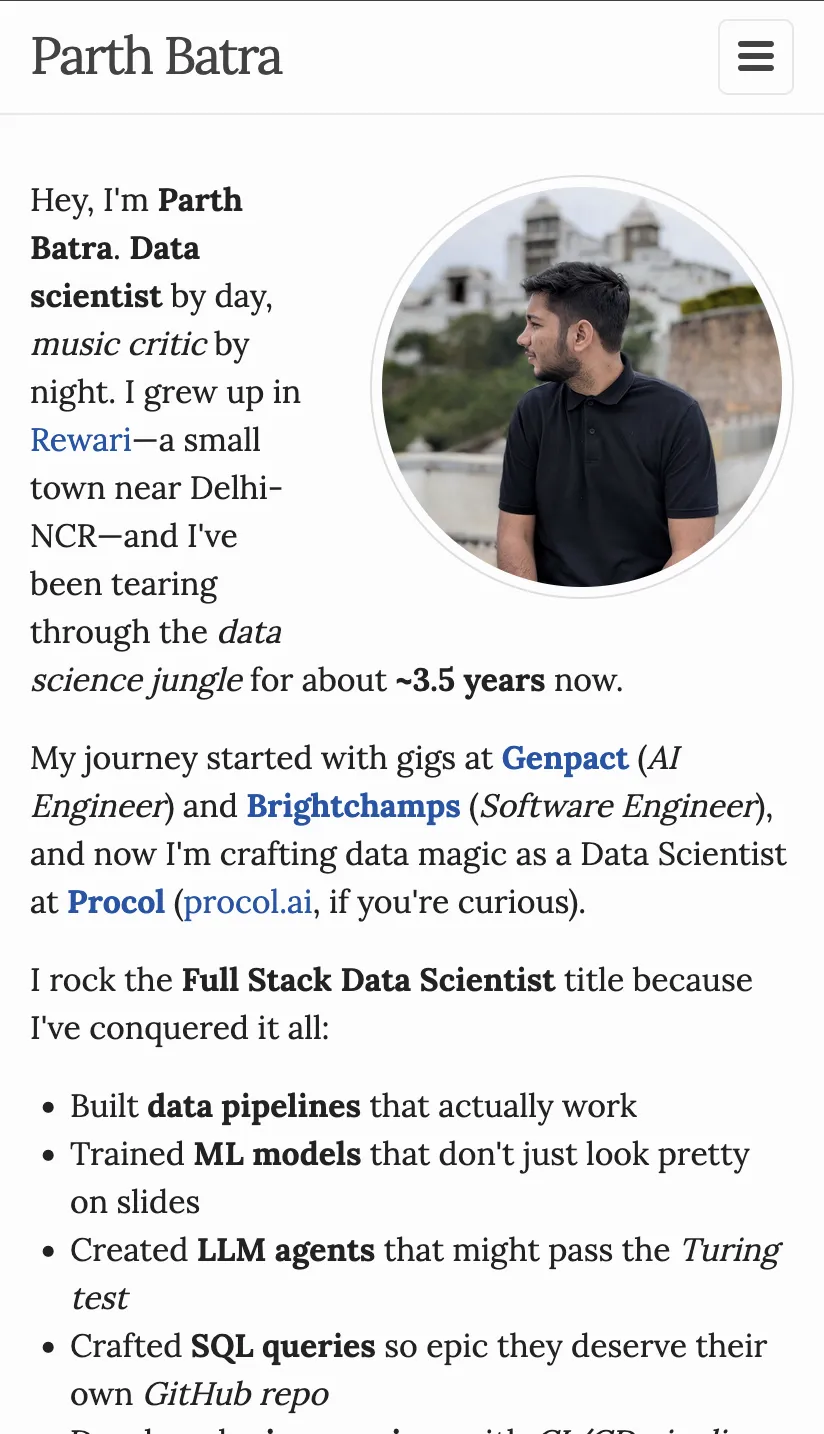 Parth Batra
Hey, I'm Parth
Batra. Data
scientist by day,
music critic by
night. I grew up in
Rewari—a small
town near Delhi-
NCR—and I've
been tearing
through the data
science jungle for about ~3.5 years now.
My journey started with gigs at Genpact (AI
Engineer) and Brightchamps (Software Engineer),
and now I'm crafting data magic as a Data Scientist
at Procol (procol.ai, if you're curious).
I rock the Full Stack Data Scientist title because
I've conquered it all:
• Built data pipelines that actually work
• Trained ML models that don't just look pretty
on slides
• Created LLM agents that might pass the Turing
test
• Crafted SQL queries so epic they deserve their
own GitHub repo